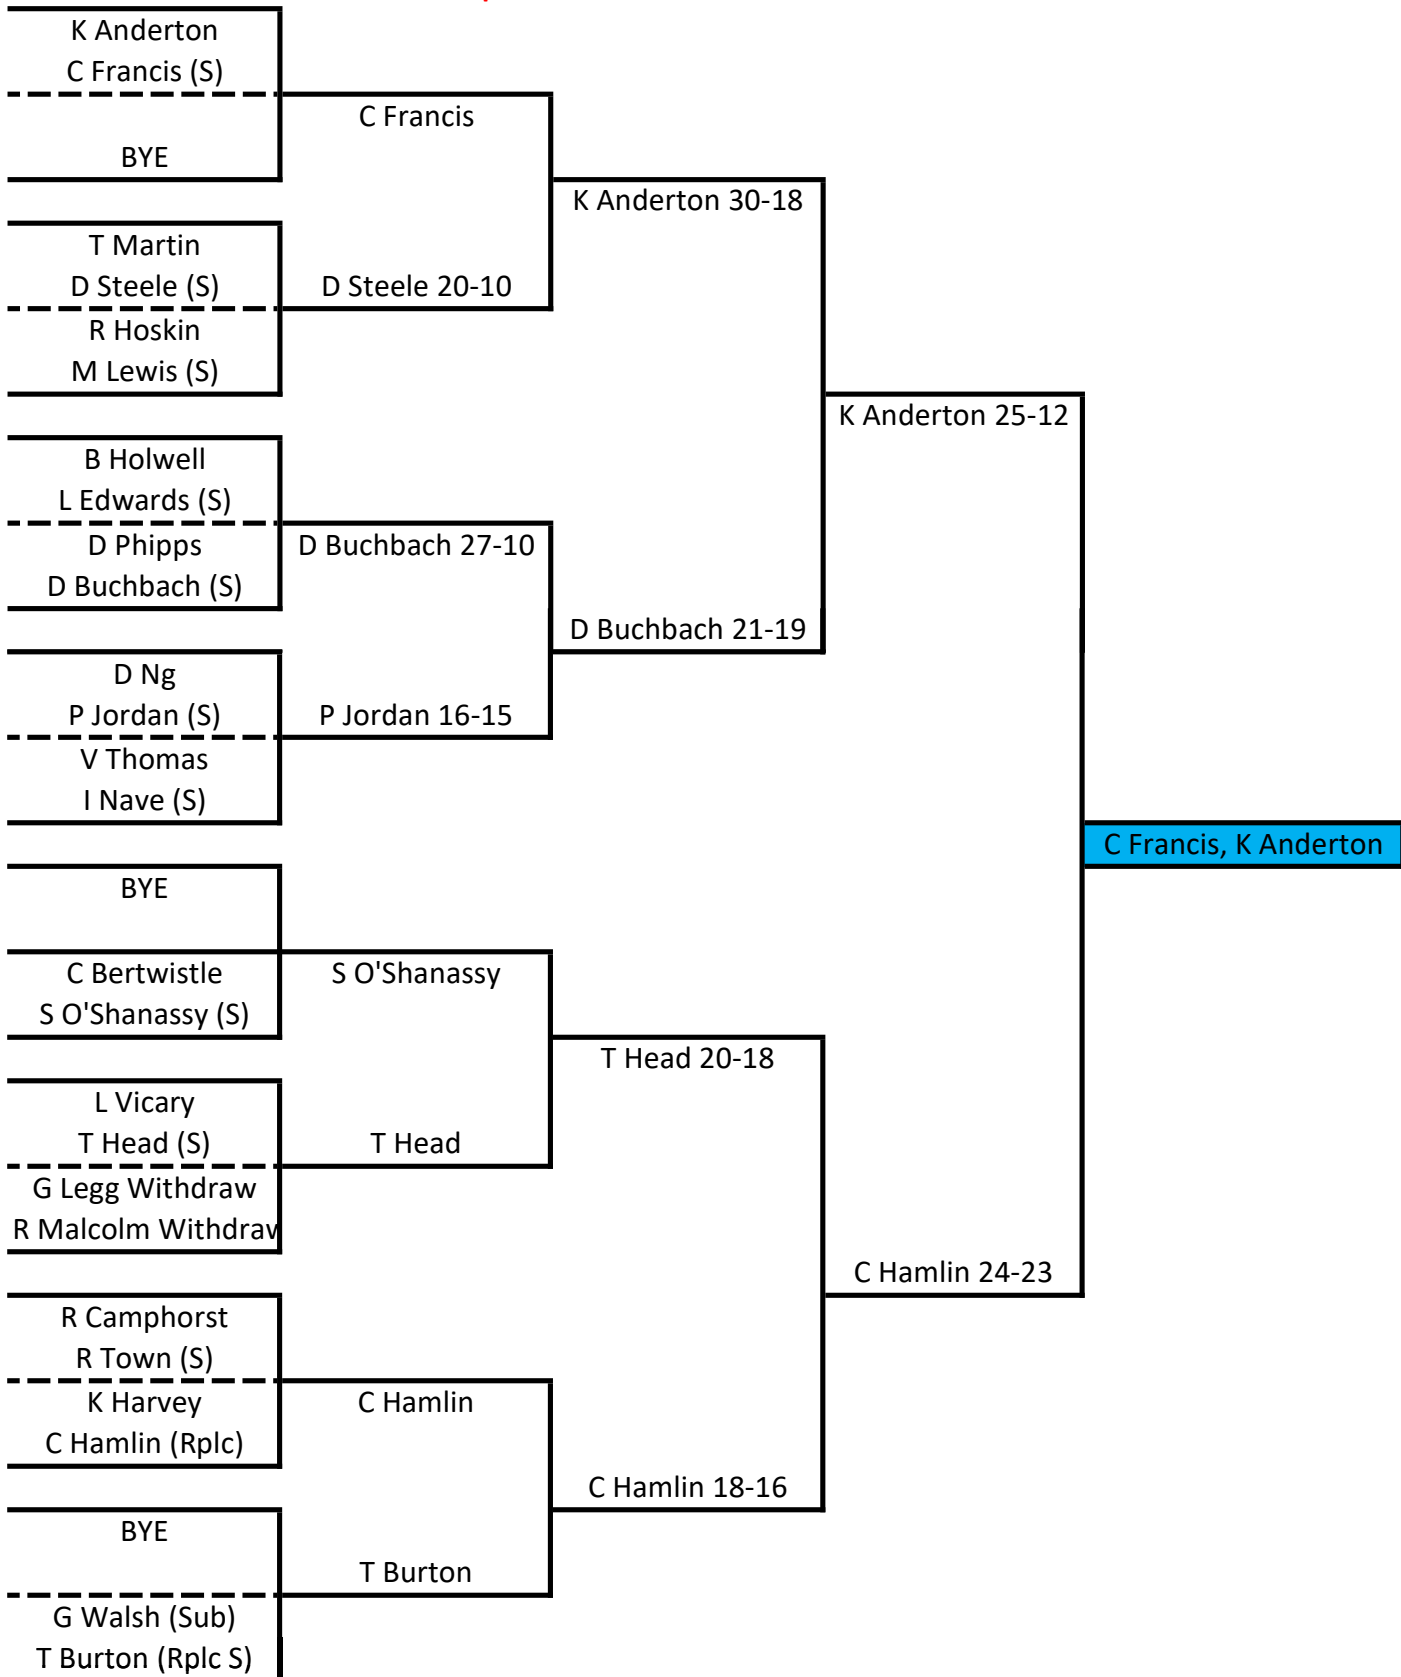 K Anderton
C Francis (S)
BYE
C Francis
T Martin
D Steele (S)
R Hoskin
M Lewis (S)
D Steele 20-10
K Anderton 30-18
B Holwell
L Edwards (S)
D Phipps
D Buchbach (S)
D Buchbach 27-10
D Ng
P Jordan (S)
V Thomas
I Nave (S)
P Jordan 16-15
D Buchbach 21-19
K Anderton 25-12
BYE
C Bertwistle
S O'Shanassy (S)
S O'Shanassy
L Vicary
T Head (S)
G Legg Withdraw
R Malcolm Withdraw
T Head
T Head 20-18
R Camphorst
R Town (S)
K Harvey
C Hamlin (Rplc)
C Hamlin
BYE
G Walsh (Sub)
T Burton (Rplc S)
T Burton
C Hamlin 18-16
C Hamlin 24-23
C Francis, K Anderton